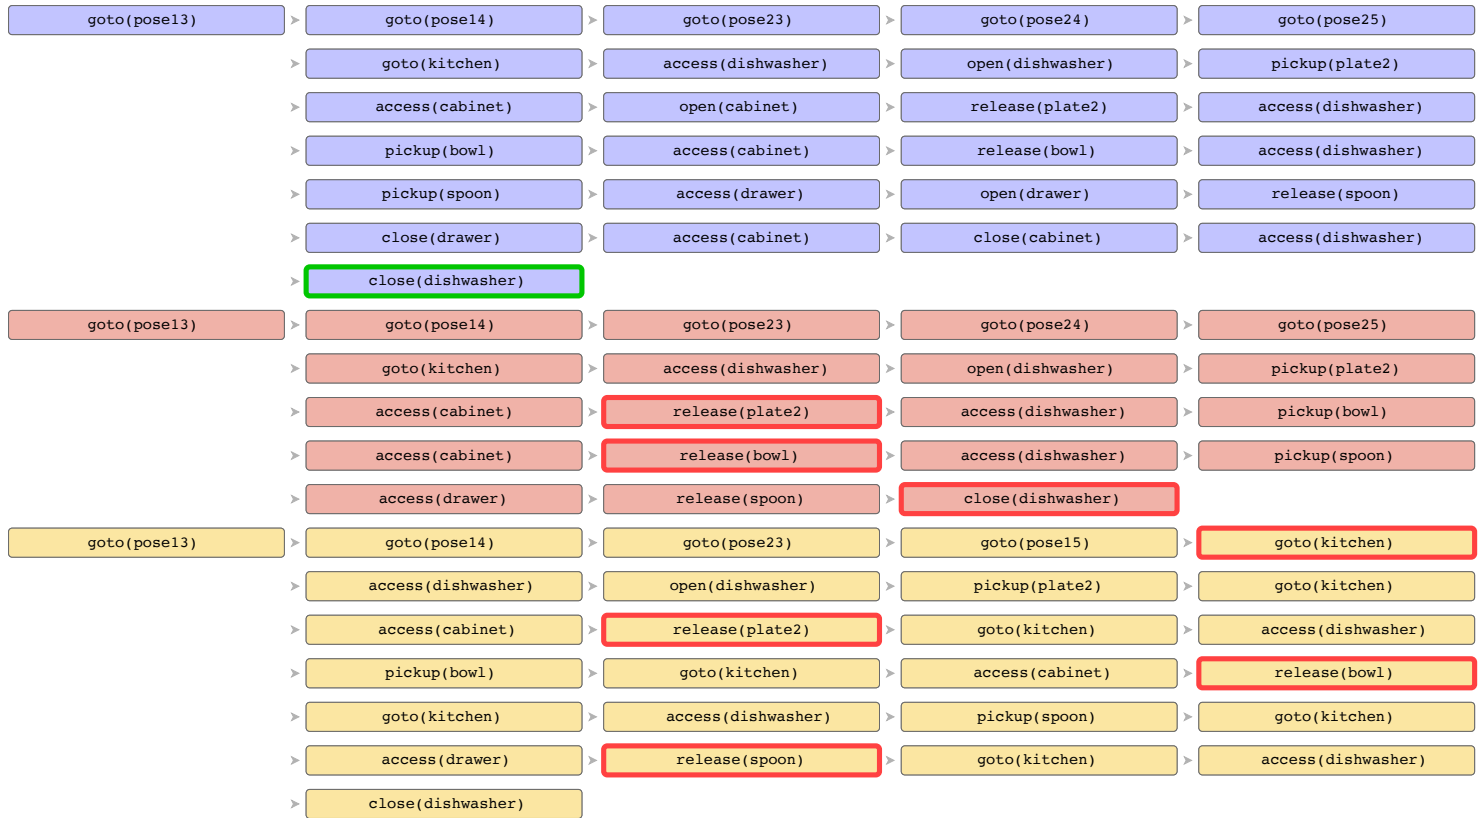 goto(pose13) goto(pose14) goto(pose23) goto(pose24) goto(pose25)
goto(kitchen) access(dishwasher) open(dishwasher) pickup(plate2)
access(cabinet) open(cabinet) release(plate2) access(dishwasher)
pickup(bowl) access(cabinet) release(bowl) access(dishwasher)
pickup(spoon) access(drawer) open(drawer) release(spoon)
close(drawer) access(cabinet) close(cabinet) access(dishwasher)
close(dishwasher)
goto(pose13) goto(pose14) goto(pose23) goto(pose24) goto(pose25)
goto(kitchen) access(dishwasher) open(dishwasher) pickup(plate2)
access(cabinet) release(plate2) access(dishwasher) pickup(bowl)
access(cabinet) release(bowl) access(dishwasher) pickup(spoon)
access(drawer) release(spoon) close(dishwasher)
goto(pose13) goto(pose14) goto(pose23) goto(pose15) goto(kitchen)
access(dishwasher) open(dishwasher) pickup(plate2) goto(kitchen)
access(cabinet) release(plate2) goto(kitchen) access(dishwasher)
pickup(bowl) goto(kitchen) access(cabinet) release(bowl)
goto(kitchen) access(dishwasher) pickup(spoon) goto(kitchen)
access(drawer) release(spoon) goto(kitchen) access(dishwasher)
close(dishwasher)